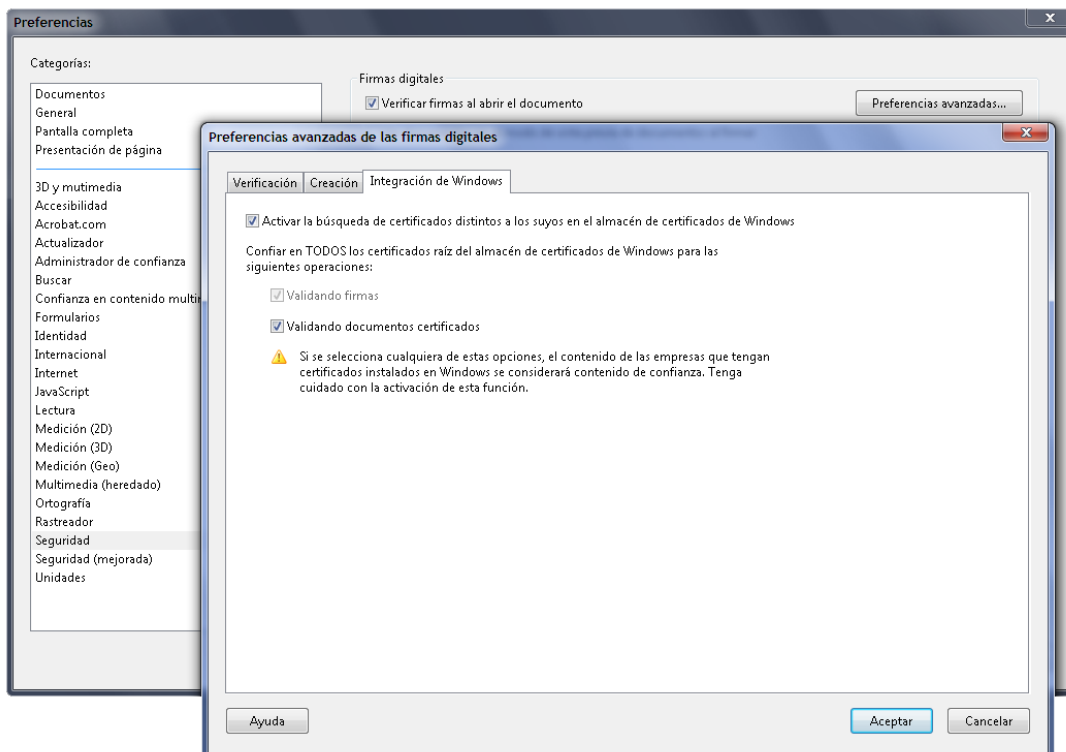 Preferencias
Categorías:
Documentos
General
Pantalla completa
Presentación de página
3D y mutimedia
Accesibilidad
Acrobat.com
Actualizador
Administrador de confianza
Buscar
Confianza en contenido multi
Formularios
Identidad
Internacional
Internet
JavaScript
Lectura
Medición (2D)
Medición (3D)
Medición (Geo)
Multimedia (heredado)
Ortografía
Rastreador
Seguridad
Seguridad (mejorada)
Unidades
Firmas digitales
Verificar firmas al abrir el documento
Preferencias avanzadas...
Preferencias avanzadas de las firmas digitales
Verificación Creación Integración de Windows
Activar la búsqueda de certificados distintos a los suyos en el almacén de certificados de Windows
Confiar en TODOS los certificados raíz del almacén de certificados de Windows para las
siguientes operaciones:
Validando firmas
Validando documentos certificados
Si se selecciona cualquiera de estas opciones, el contenido de las empresas que tengan
certificados instalados en Windows se considerará contenido de confianza. Tenga
cuidado con la activación de esta función.
Ayuda Aceptar Cancelar